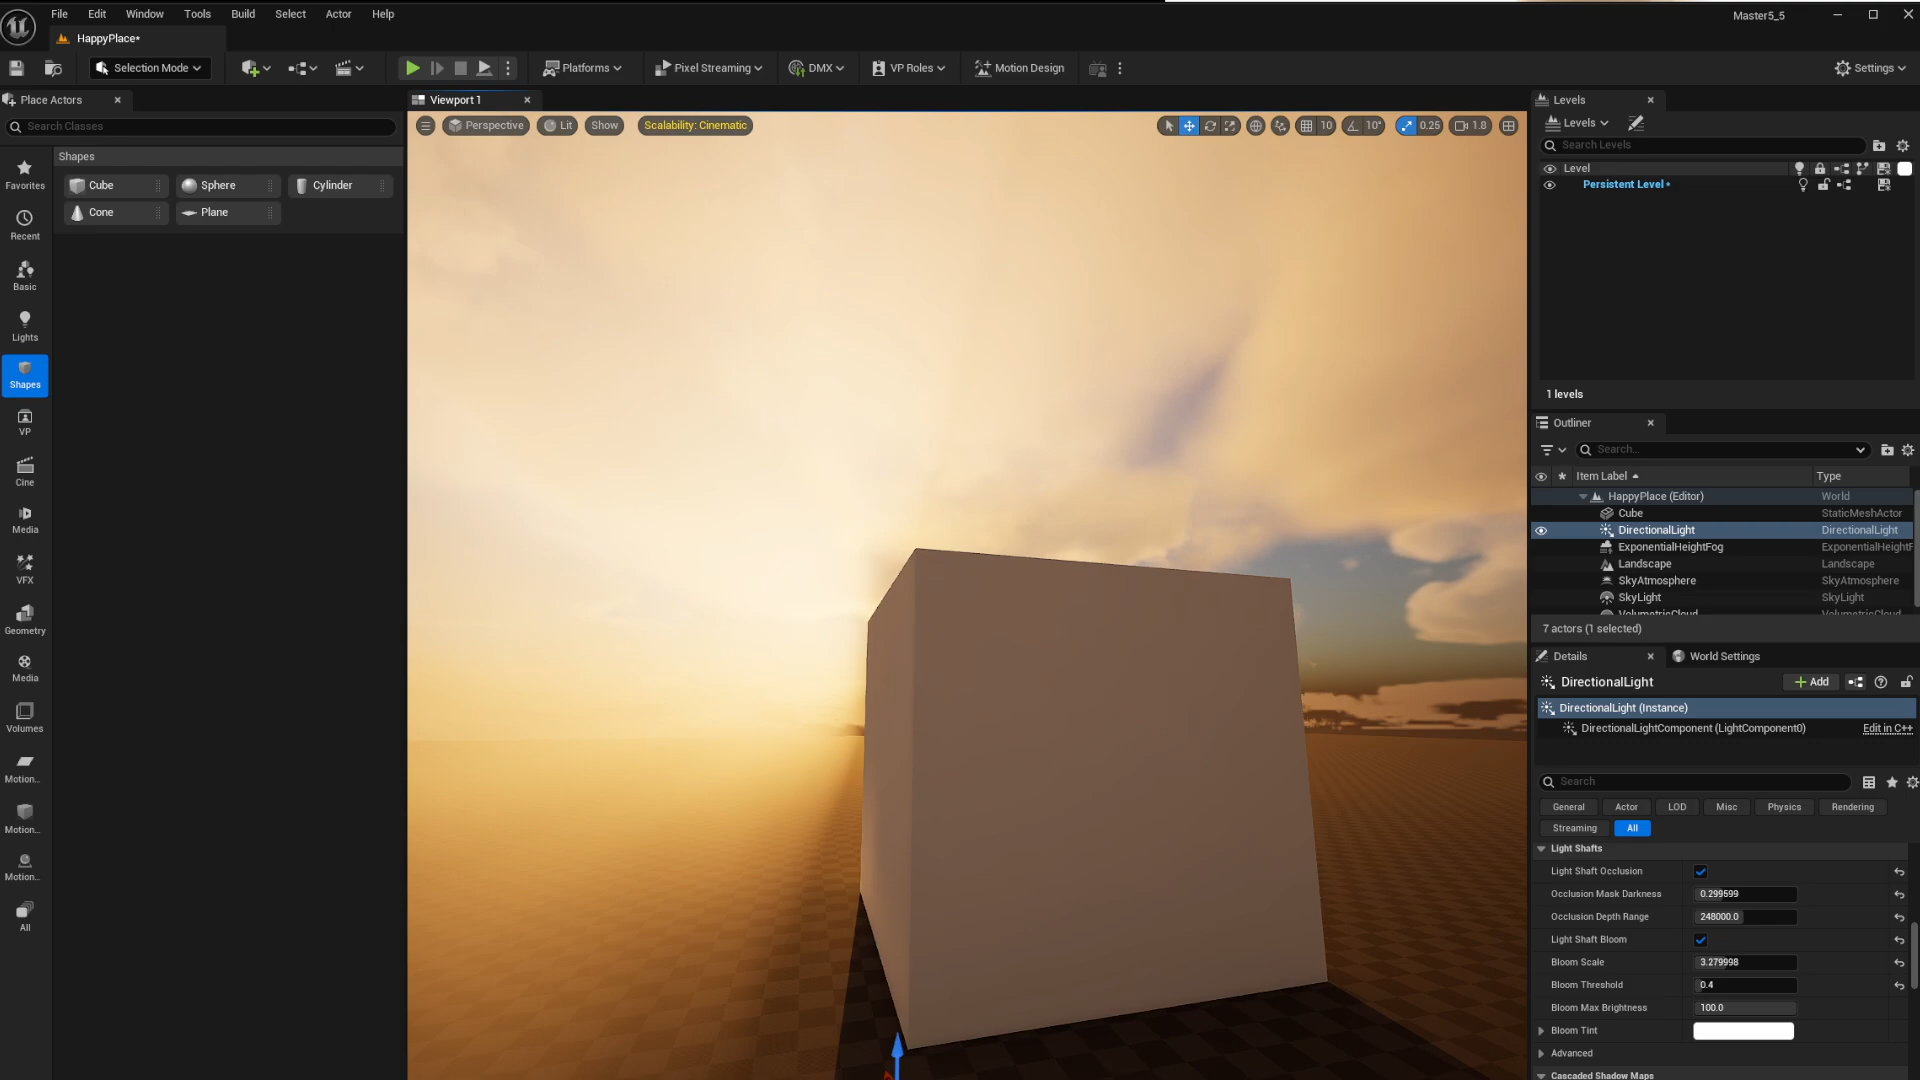 File Edit Window Tools Build Select Actor Help
Master5_5
HappyPlace*
Selection Mode
Platforms
Pixel Streaming
DMX
VP Roles
Motion Design
Settings
Place Actors
Search Classes
Shapes
Cube Sphere Cylinder
Cone Plane
Favorites
Recent
Basic
Lights
Shapes
VP
Cine
Media
VFX
Geometry
Media
Volumes
Motion...
Motion...
Motion...
All
Viewport 1
Perspective Lit Show Scalability: Cinematic
10 10° 0.25 1.8
Levels
Levels
Search Levels
Level
Persistent Level*
1 levels
Outliner
Search...
Item Label Type
HappyPlace (Editor) World
Cube StaticMeshActor
DirectionalLight DirectionalLight
ExponentialHeightFog ExponentialHeightF
Landscape Landscape
SkyAtmosphere SkyAtmosphere
SkyLight SkyLight
VolumetricCloud VolumetricCloud
7 actors (1 selected)
Details World Settings
DirectionalLight
Add
DirectionalLight (Instance)
DirectionalLightComponent (LightComponent0) Edit in C++
Search
General Actor LOD Misc Physics Rendering
Streaming All
Light Shafts
Light Shaft Occlusion
Occlusion Mask Darkness 0.299599
Occlusion Depth Range 248000.0
Light Shaft Bloom
Bloom Scale 3.279998
Bloom Threshold 0.4
Bloom Max Brightness 100.0
Bloom Tint
Advanced
Cascaded Shadow Maps